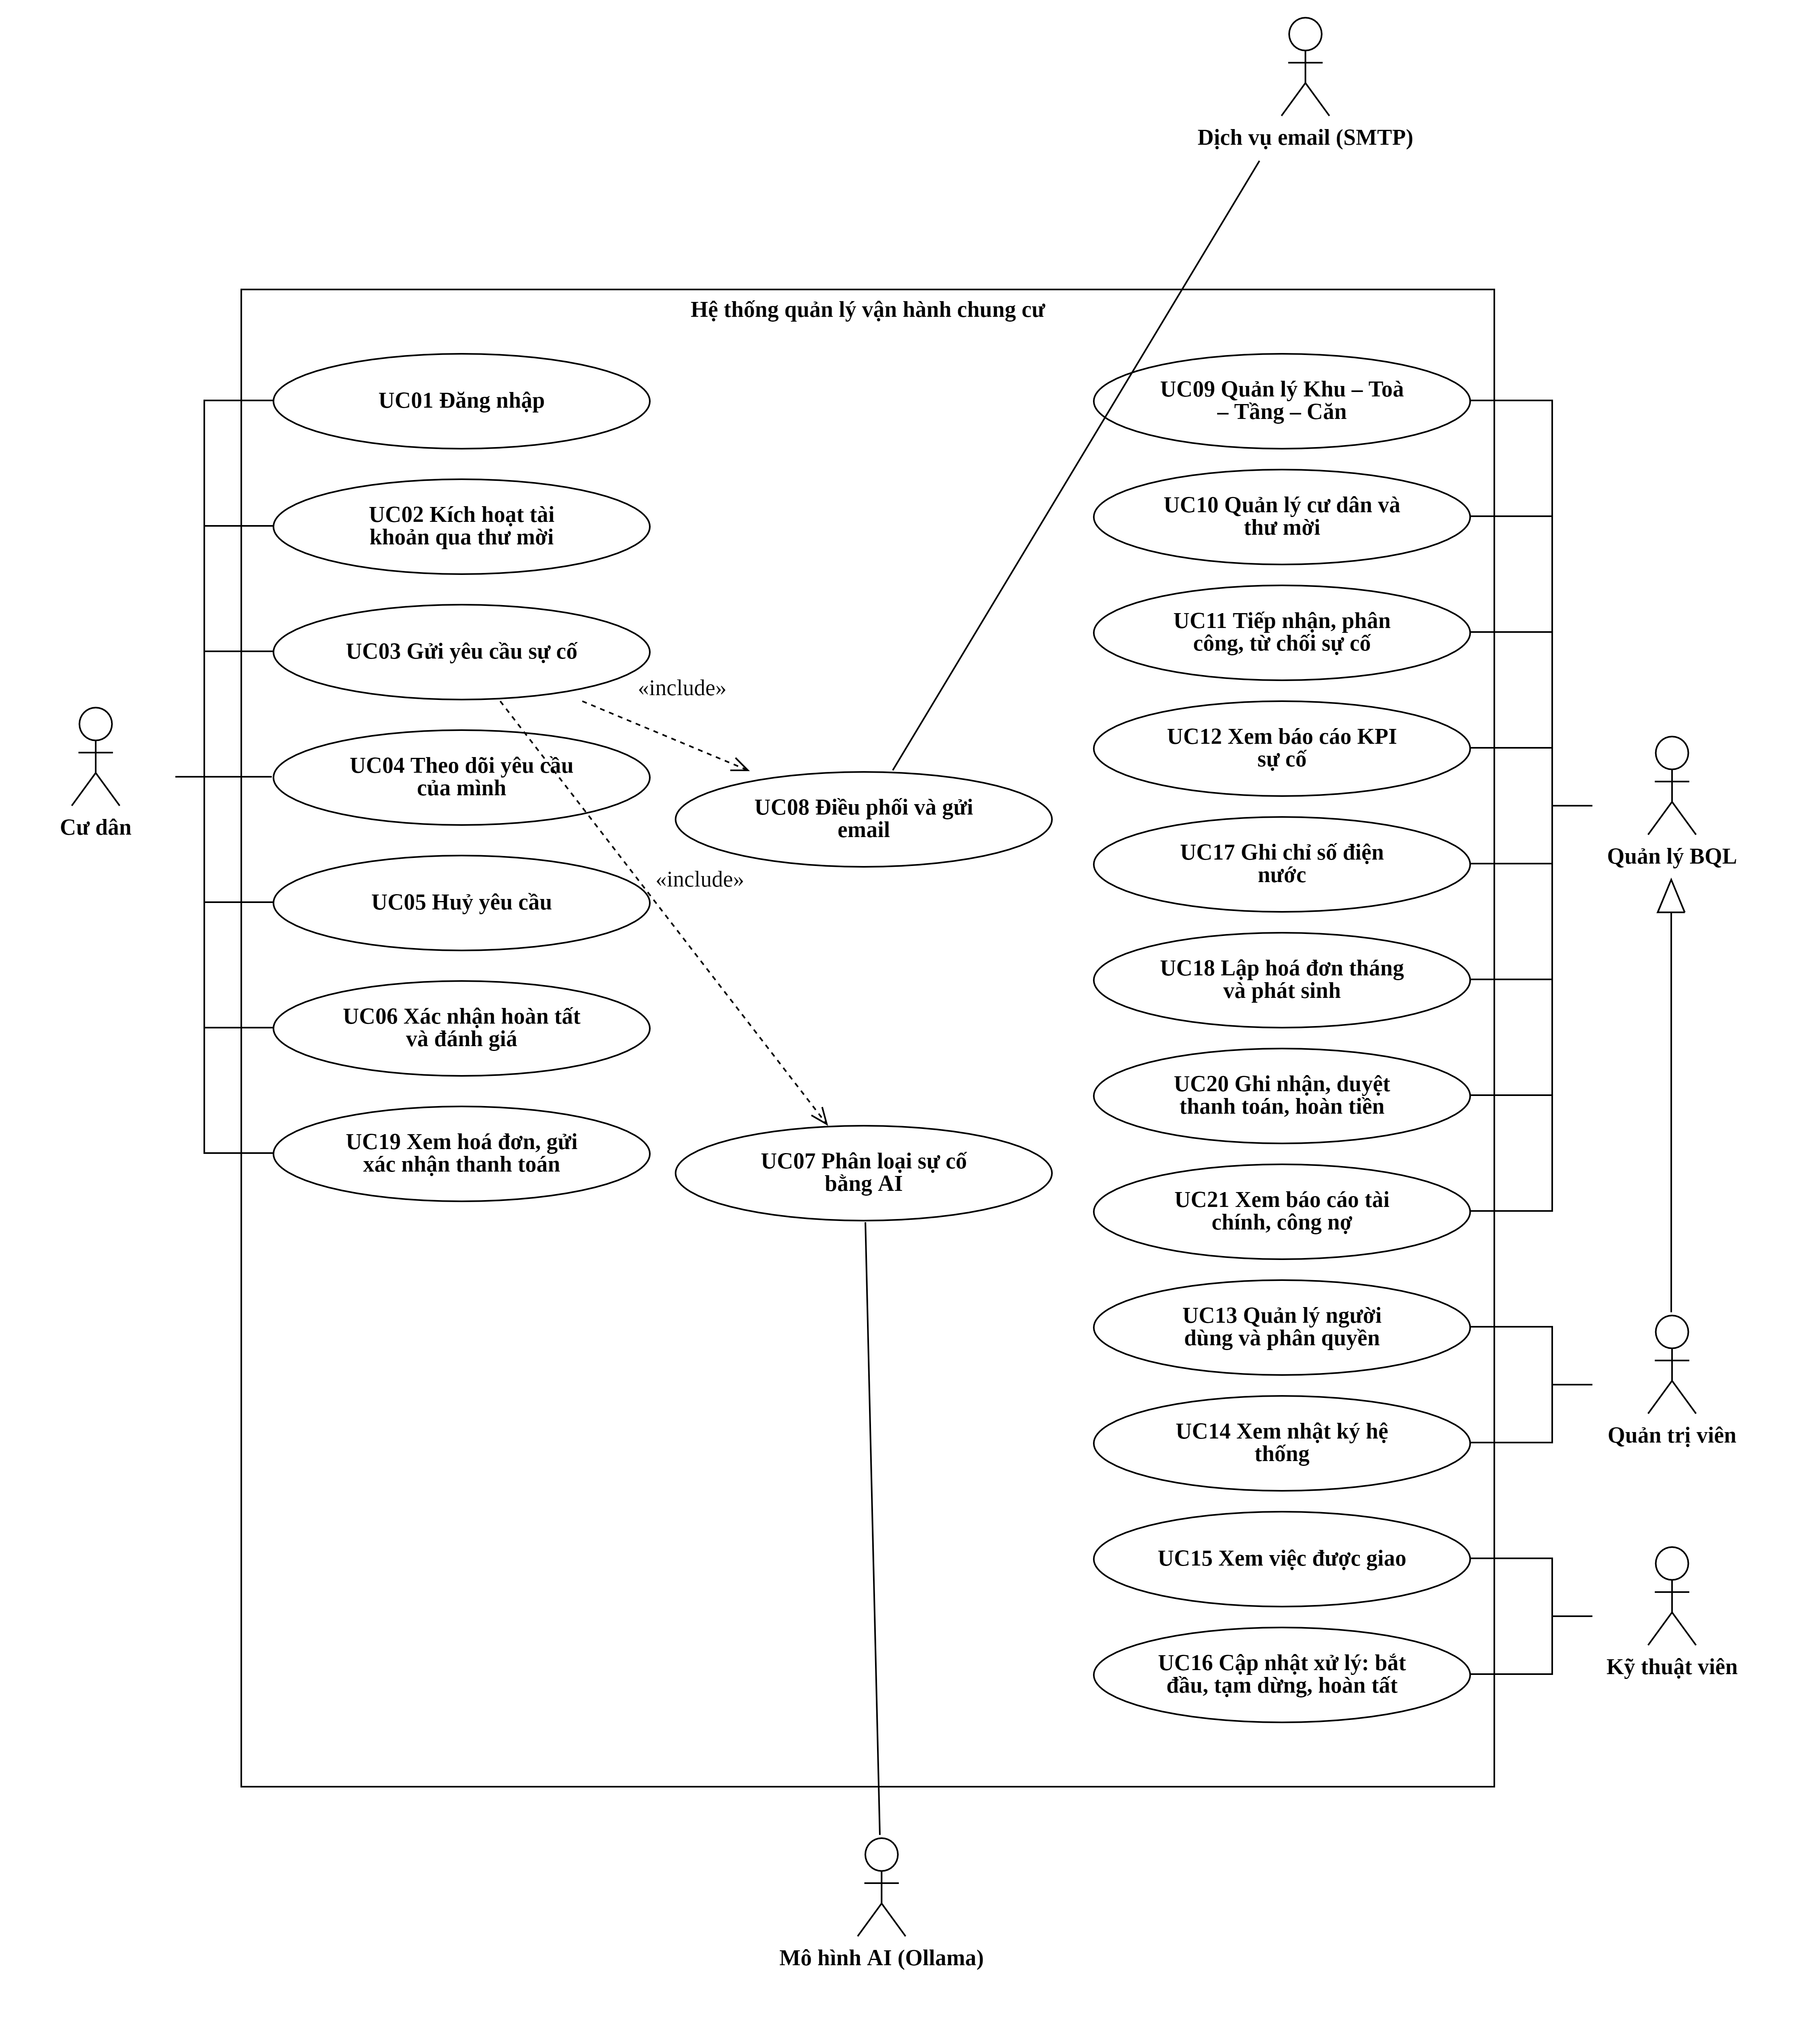 Dịch vụ email (SMTP)
Hệ thống quản lý vận hành chung cư
UC01 Đăng nhập
UC02 Kích hoạt tài
khoản qua thư mời
UC03 Gửi yêu cầu sự cố
«include»
UC04 Theo dõi yêu cầu
của mình
Cư dân
UC08 Điều phối và gửi
email
«include»
UC05 Huỷ yêu cầu
UC06 Xác nhận hoàn tất
và đánh giá
UC19 Xem hoá đơn, gửi
xác nhận thanh toán
UC07 Phân loại sự cố
bằng AI
UC09 Quản lý Khu – Toà
– Tầng – Căn
UC10 Quản lý cư dân và
thư mời
UC11 Tiếp nhận, phân
công, từ chối sự cố
UC12 Xem báo cáo KPI
sự cố
UC17 Ghi chỉ số điện
nước
Quản lý BQL
UC18 Lập hoá đơn tháng
và phát sinh
UC20 Ghi nhận, duyệt
thanh toán, hoàn tiền
UC21 Xem báo cáo tài
chính, công nợ
UC13 Quản lý người
dùng và phân quyền
UC14 Xem nhật ký hệ
thống
Quản trị viên
UC15 Xem việc được giao
UC16 Cập nhật xử lý: bắt
đầu, tạm dừng, hoàn tất
Kỹ thuật viên
Mô hình AI (Ollama)